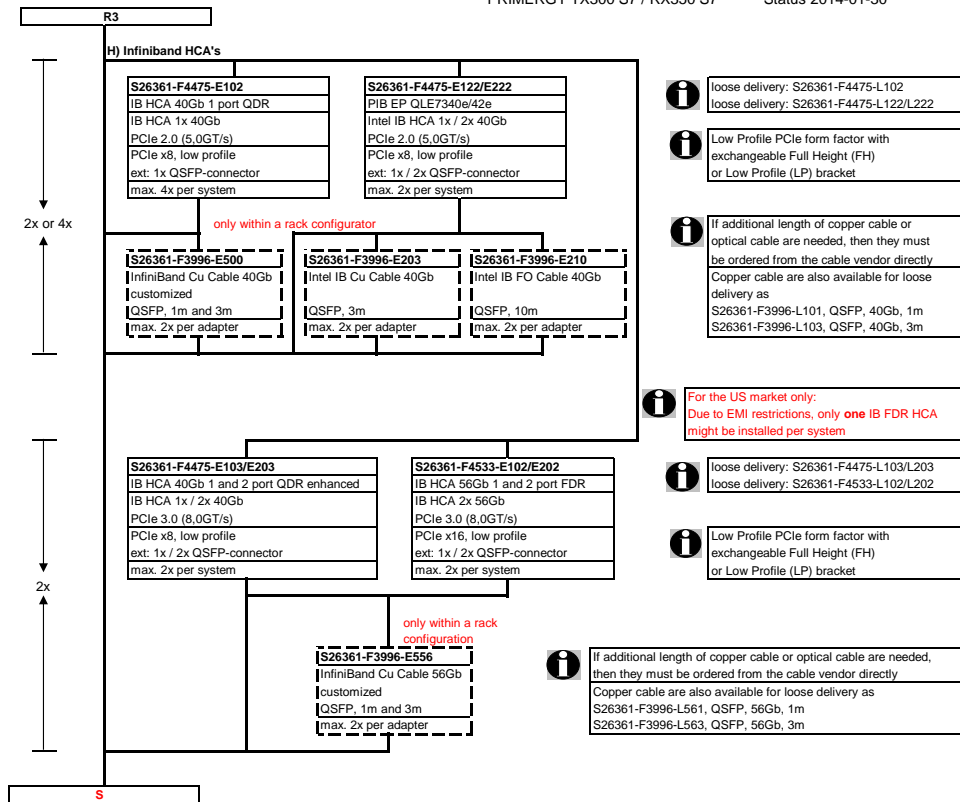 PRIMERGY TX300 S7 / RX350 S7 Status 2014-01-30
R3
H) Infiniband HCA's
S26361-F4475-E102
IB HCA 40Gb 1 port QDR
IB HCA 1x 40Gb
PCIe 2.0 (5,0GT/s)
PCIe x8, low profile
ext: 1x QSFP-connector
max. 4x per system
S26361-F4475-E122/E222
PIB EP QLE7340e/42e
Intel IB HCA 1x / 2x 40Gb
PCIe 2.0 (5,0GT/s)
PCIe x8, low profile
ext: 1x / 2x QSFP-connector
max. 2x per system
loose delivery: S26361-F4475-L102
loose delivery: S26361-F4475-L122/L222
Low Profile PCIe form factor with
exchangeable Full Height (FH)
or Low Profile (LP) bracket
2x or 4x
only within a rack configurator
S26361-F3996-E500
InfiniBand Cu Cable 40Gb
customized
QSFP, 1m and 3m
max. 2x per adapter
S26361-F3996-E203
Intel IB Cu Cable 40Gb
QSFP, 3m
max. 2x per adapter
S26361-F3996-E210
Intel IB FO Cable 40Gb
QSFP, 10m
max. 2x per adapter
If additional length of copper cable or
optical cable are needed, then they must
be ordered from the cable vendor directly
Copper cable are also available for loose
delivery as
S26361-F3996-L101, QSFP, 40Gb, 1m
S26361-F3996-L103, QSFP, 40Gb, 3m
For the US market only:
Due to EMI restrictions, only one IB FDR HCA
might be installed per system
S26361-F4475-E103/E203
IB HCA 40Gb 1 and 2 port QDR enhanced
IB HCA 1x / 2x 40Gb
PCIe 3.0 (8,0GT/s)
PCIe x8, low profile
ext: 1x / 2x QSFP-connector
max. 2x per system
S26361-F4533-E102/E202
IB HCA 56Gb 1 and 2 port FDR
IB HCA 2x 56Gb
PCIe 3.0 (8,0GT/s)
PCIe x16, low profile
ext: 1x / 2x QSFP-connector
max. 2x per system
loose delivery: S26361-F4475-L103/L203
loose delivery: S26361-F4533-L102/L202
Low Profile PCIe form factor with
exchangeable Full Height (FH)
or Low Profile (LP) bracket
2x
only within a rack
configuration
S26361-F3996-E556
InfiniBand Cu Cable 56Gb
customized
QSFP, 1m and 3m
max. 2x per adapter
If additional length of copper cable or optical cable are needed,
then they must be ordered from the cable vendor directly
Copper cable are also available for loose delivery as
S26361-F3996-L561, QSFP, 56Gb, 1m
S26361-F3996-L563, QSFP, 56Gb, 3m
S